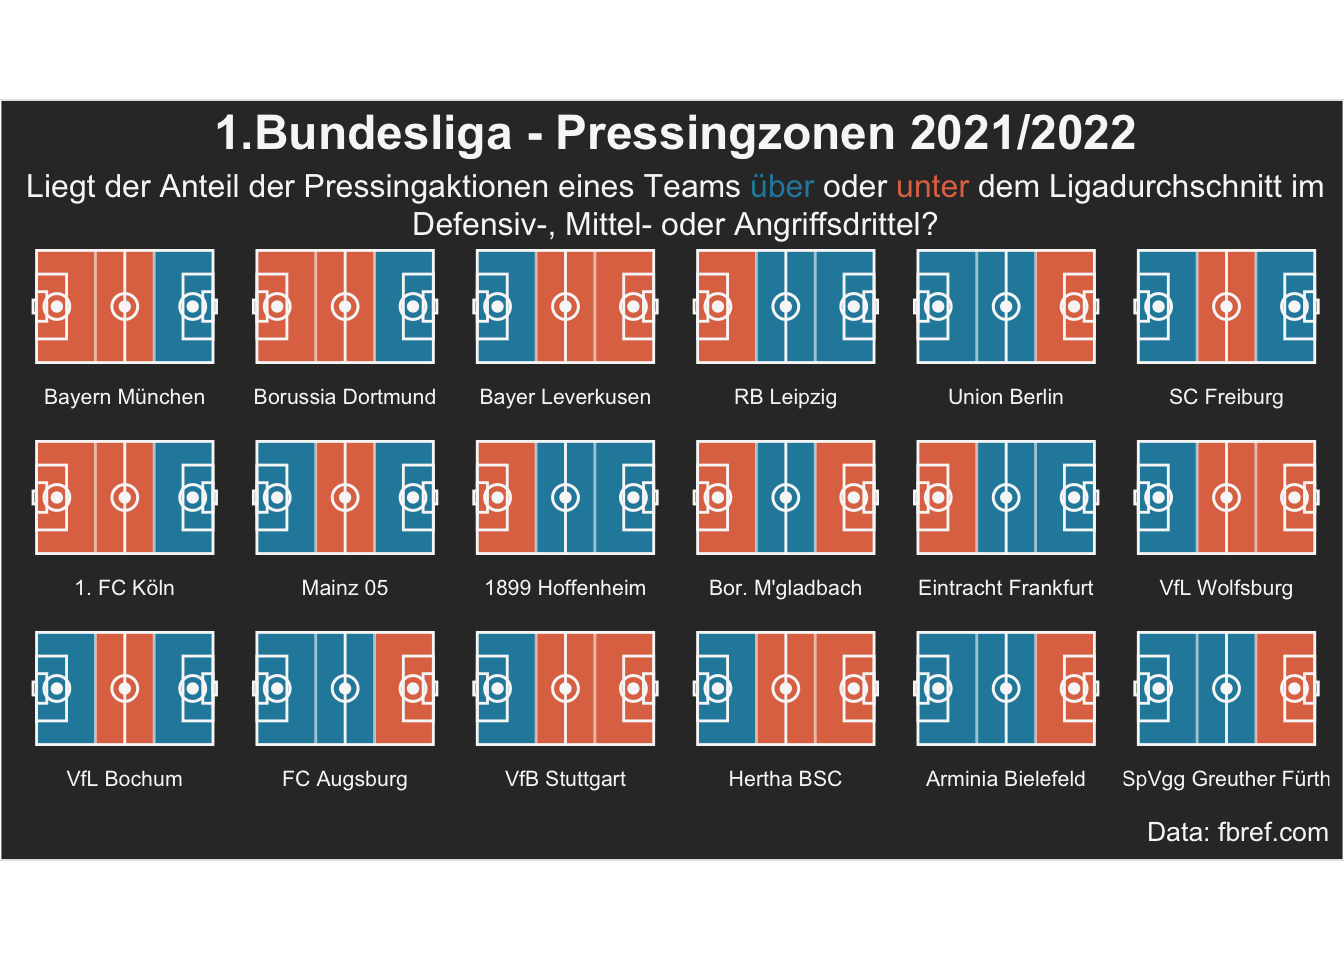 1.Bundesliga - Pressingzonen 2021/2022
Liegt der Anteil der Pressingaktionen eines Teams über oder unter dem Ligadurchschnitt im
Defensiv-, Mittel- oder Angriffsdrittel?
Bayern München
Borussia Dortmund
Bayer Leverkusen
RB Leipzig
Union Berlin
SC Freiburg
1. FC Köln
Mainz 05
1899 Hoffenheim
Bor. M'gladbach
Eintracht Frankfurt
VfL Wolfsburg
VfL Bochum
FC Augsburg
VfB Stuttgart
Hertha BSC
Arminia Bielefeld
SpVgg Greuther Fürth
Data: fbref.com